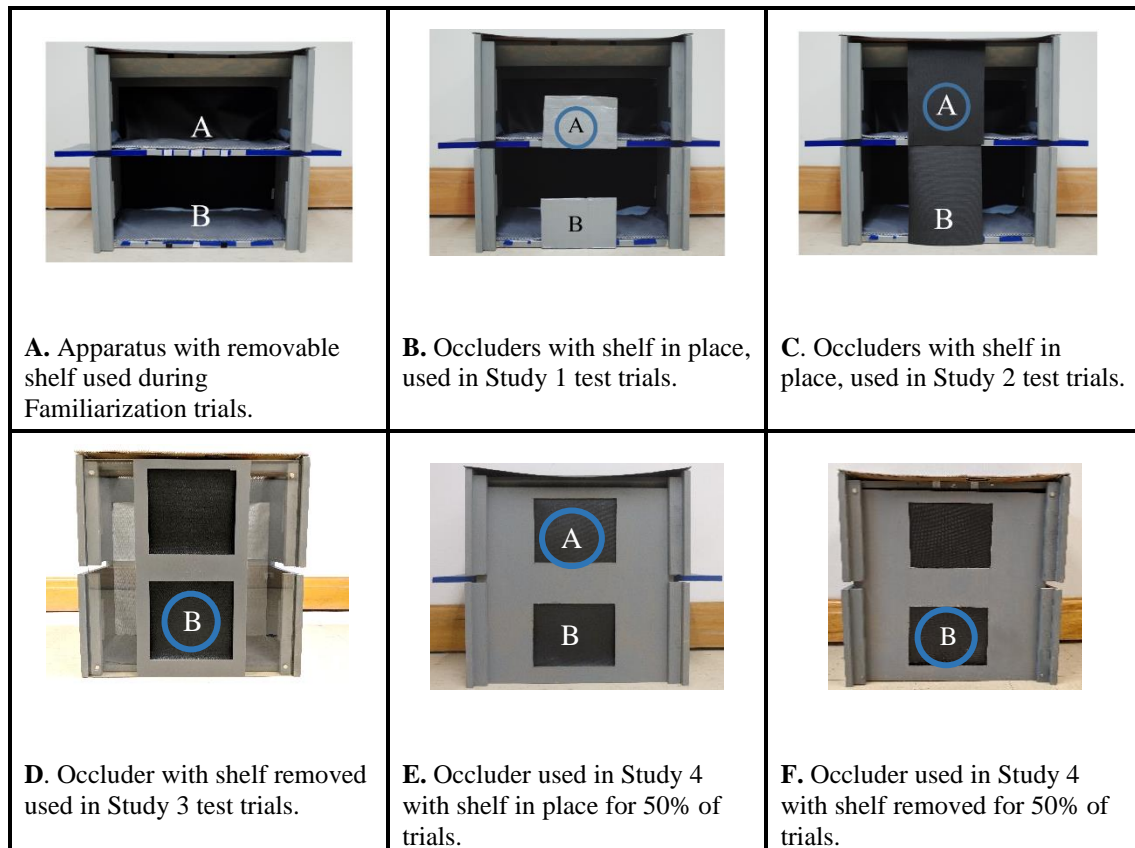 A
B
A. Apparatus with removable
shelf used during
Familiarization trials.
A
B
B. Occluders with shelf in place,
used in Study 1 test trials.
A
B
C. Occluders with shelf in
place, used in Study 2 test trials.
B
D. Occluder with shelf removed
used in Study 3 test trials.
A
B
E. Occluder used in Study 4
with shelf in place for 50% of
trials.
B
F. Occluder used in Study 4
with shelf removed for 50% of
trials.